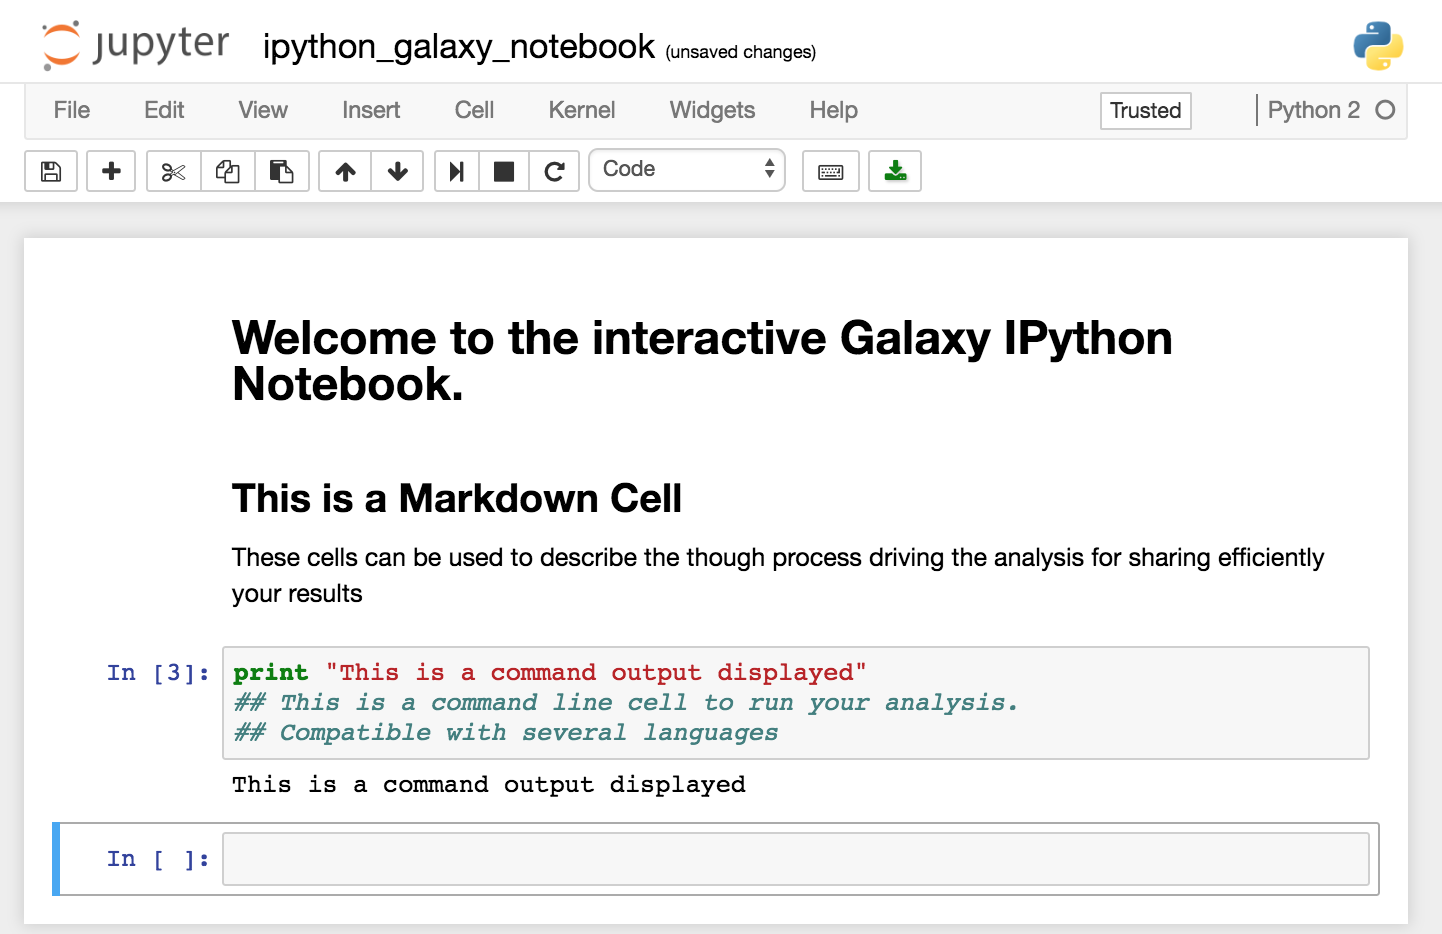 jupyter ipython_galaxy_notebook (unsaved changes)
File Edit View Insert Cell Kernel Widgets Help Trusted Python 2
Code
Welcome to the interactive Galaxy IPython
Notebook.
This is a Markdown Cell
These cells can be used to describe the though process driving the analysis for sharing efficiently
your results
In [3]: print "This is a command output displayed"
## This is a command line cell to run your analysis.
## Compatible with several languages
This is a command output displayed
In [ ]: